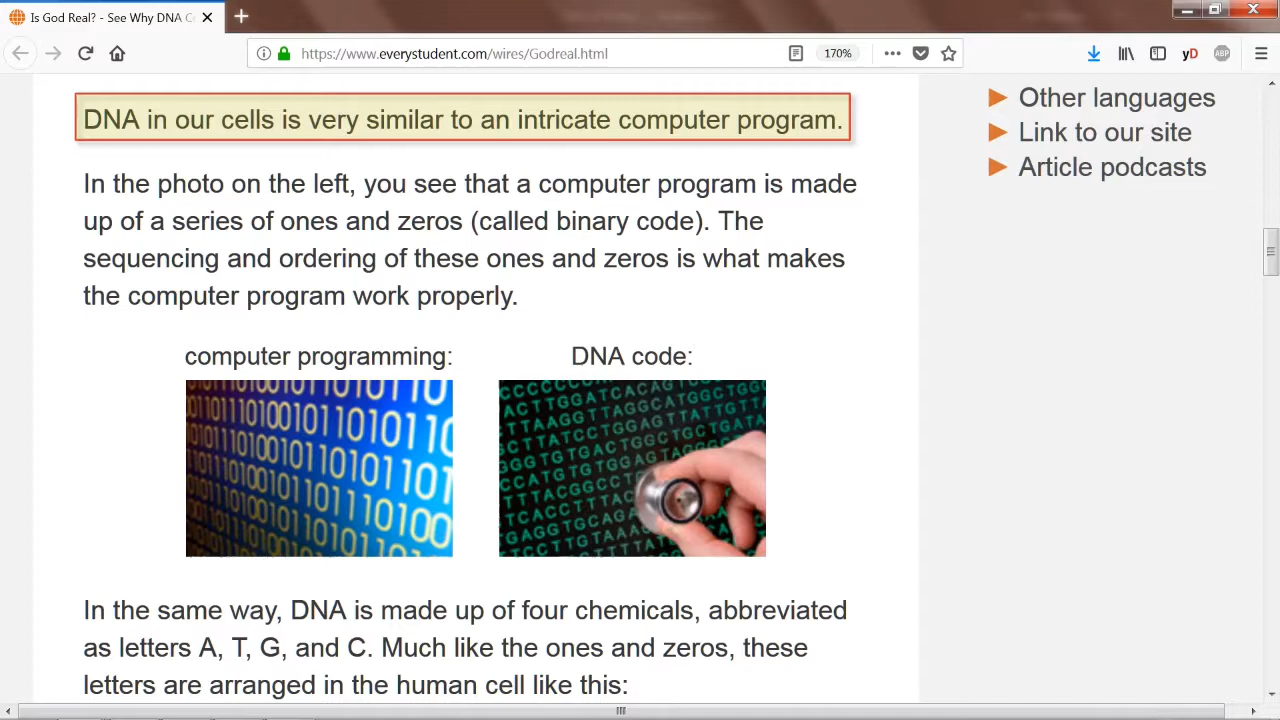 Is God Real? - See Why DNA C
https://www.everystudent.com/wires/Godreal.html
170%
yD
ABP
DNA in our cells is very similar to an intricate computer program.
In the photo on the left, you see that a computer program is made
up of a series of ones and zeros (called binary code). The
sequencing and ordering of these ones and zeros is what makes
the computer program work properly.
computer programming:
DNA code:
In the same way, DNA is made up of four chemicals, abbreviated
as letters A, T, G, and C. Much like the ones and zeros, these
letters are arranged in the human cell like this:
Other languages
Link to our site
Article podcasts